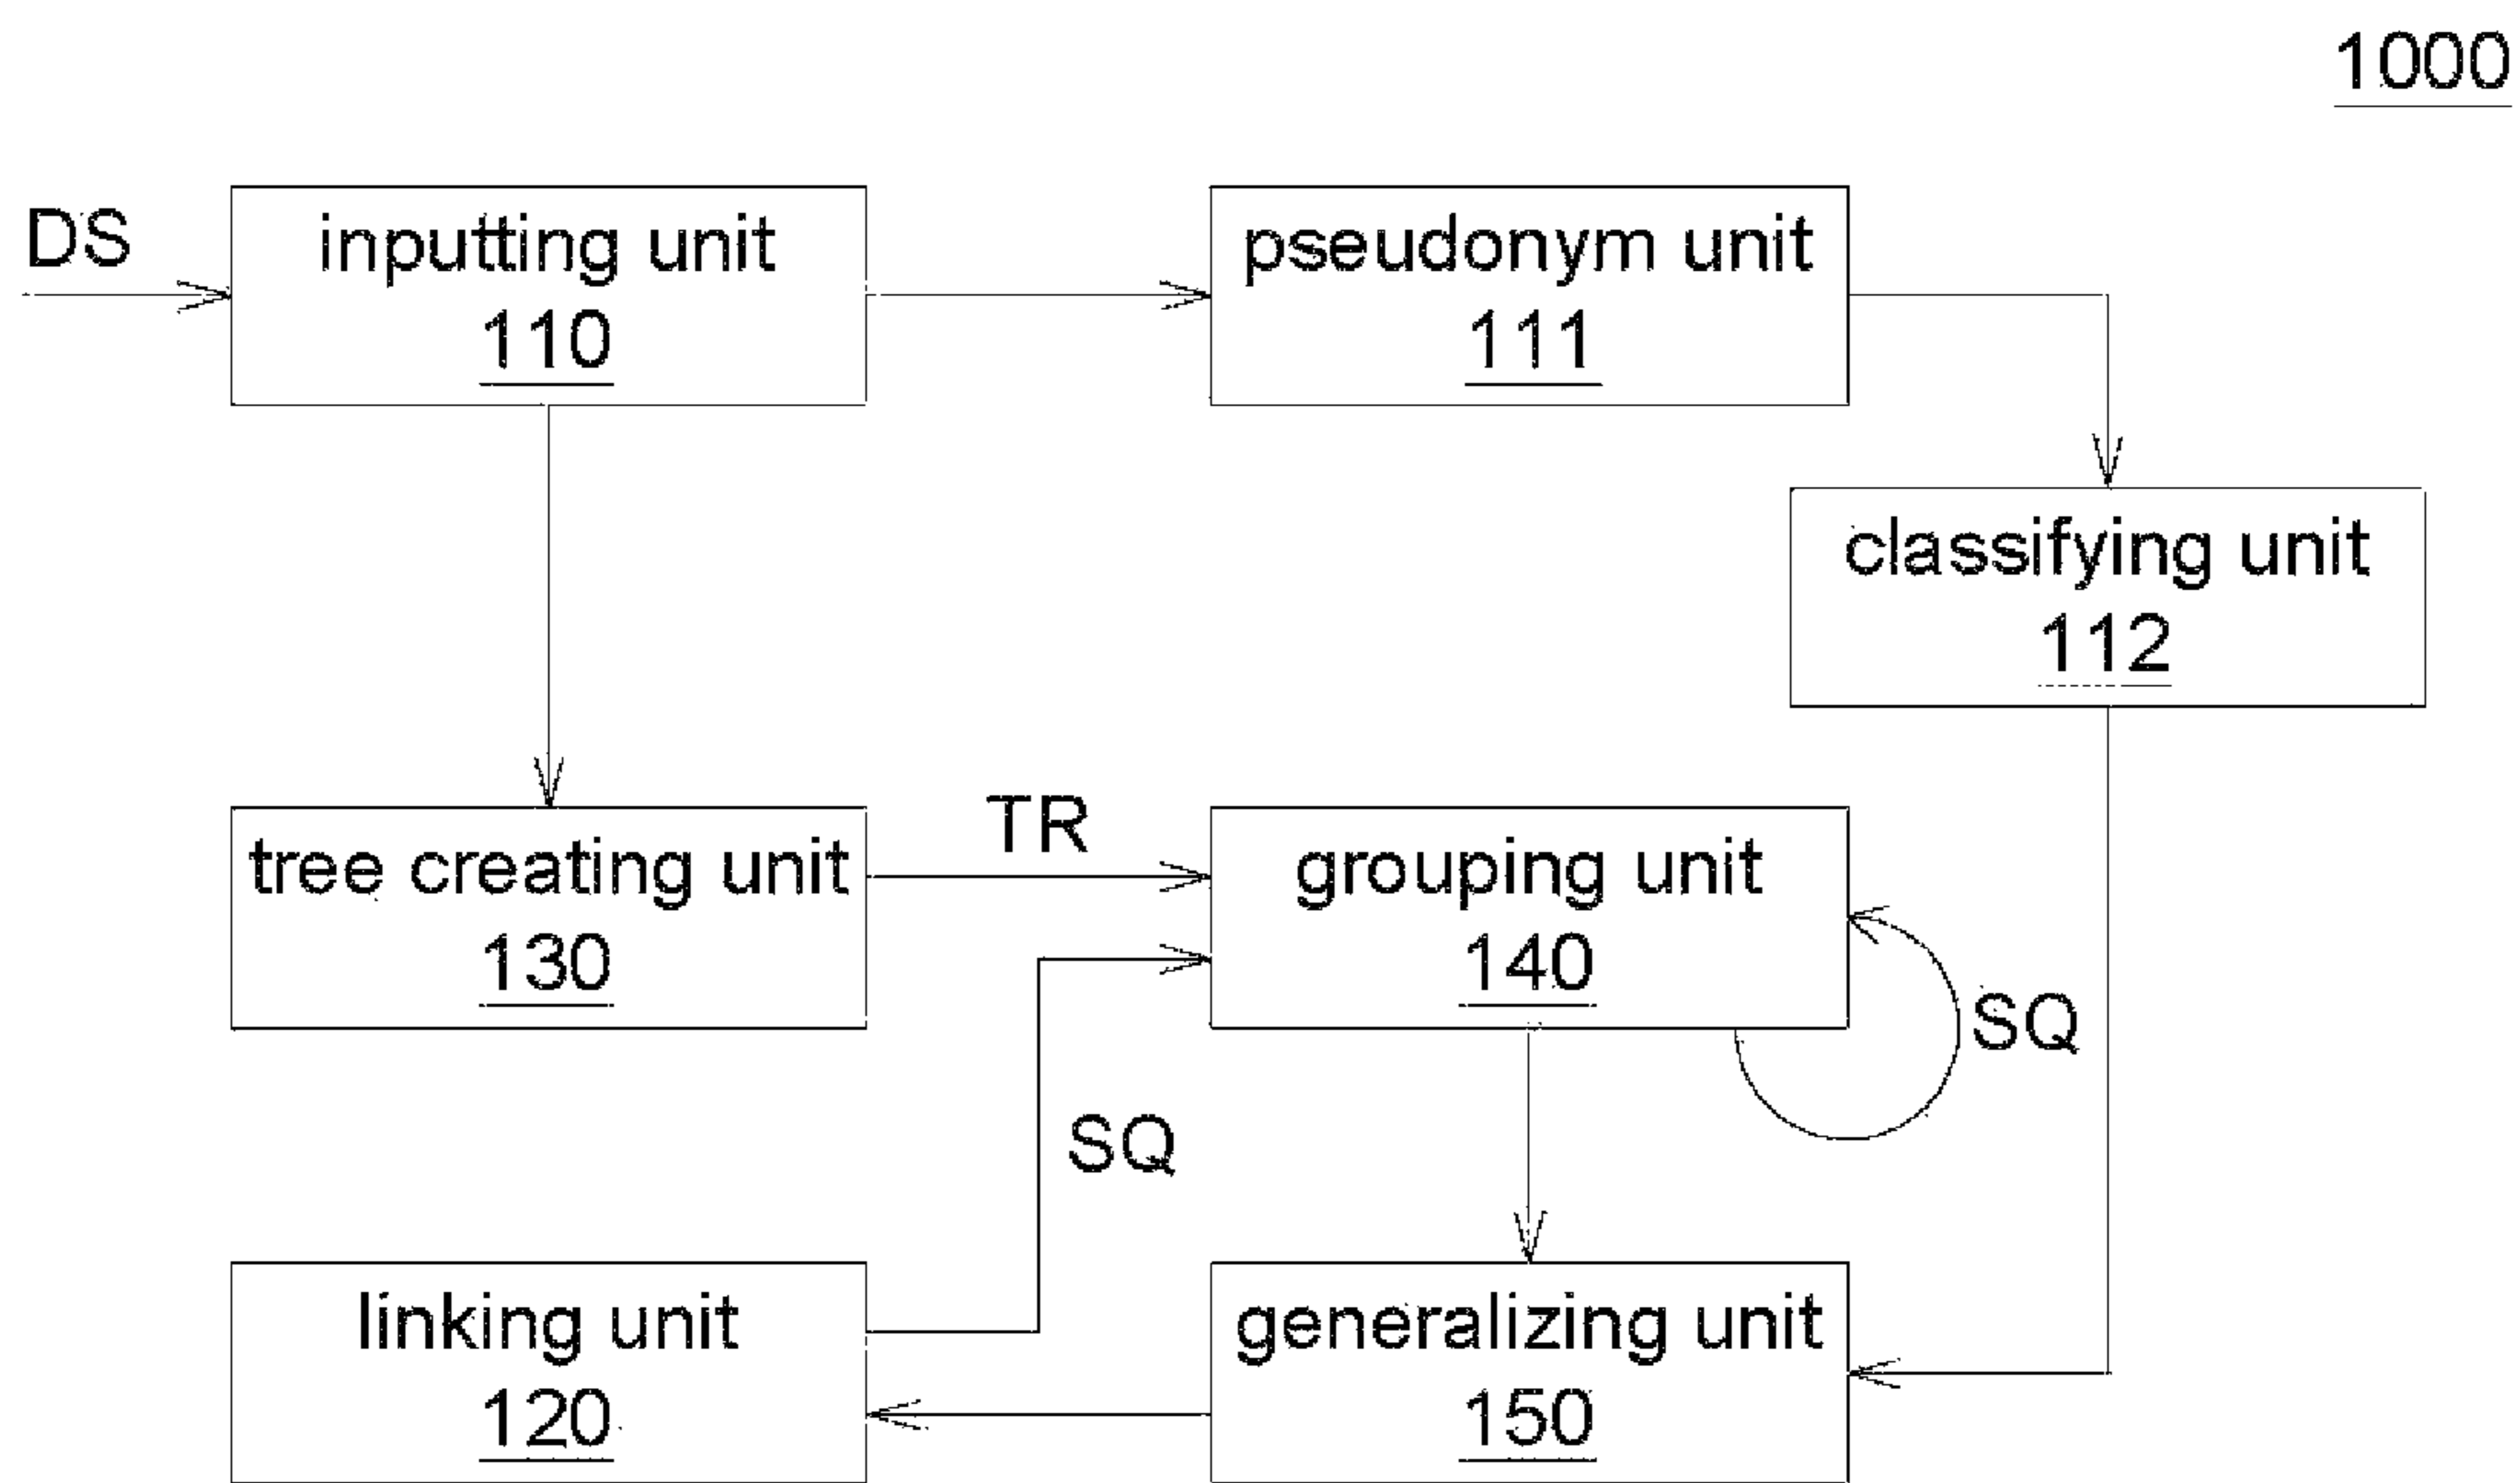 1000
DS
inputting unit
110
pseudonym unit
111
classifying unit
112
tree creating unit
130
TR
grouping unit
140
SQ
SQ
linking unit
120
generalizing unit
150